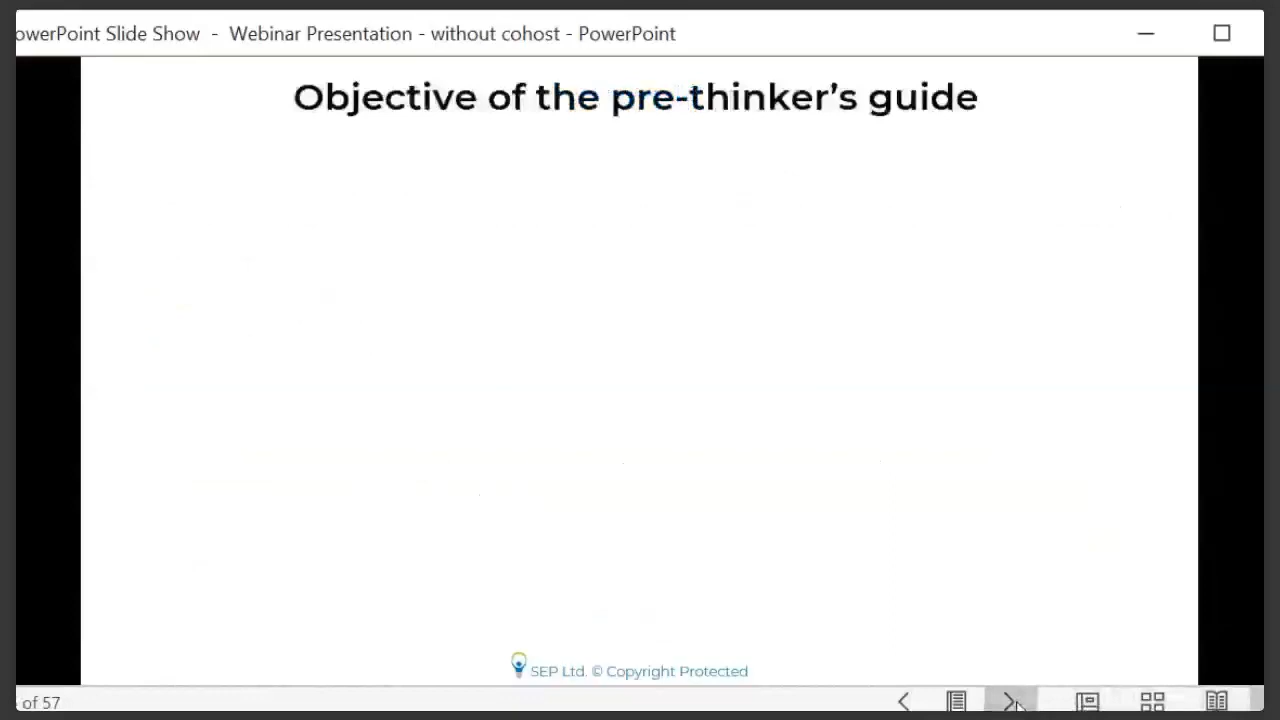 owerPoint Slide Show - Webinar Presentation - without cohost - PowerPoint
Objective of the pre-thinker’s guide
SEP Ltd. © Copyright Protected
of 57